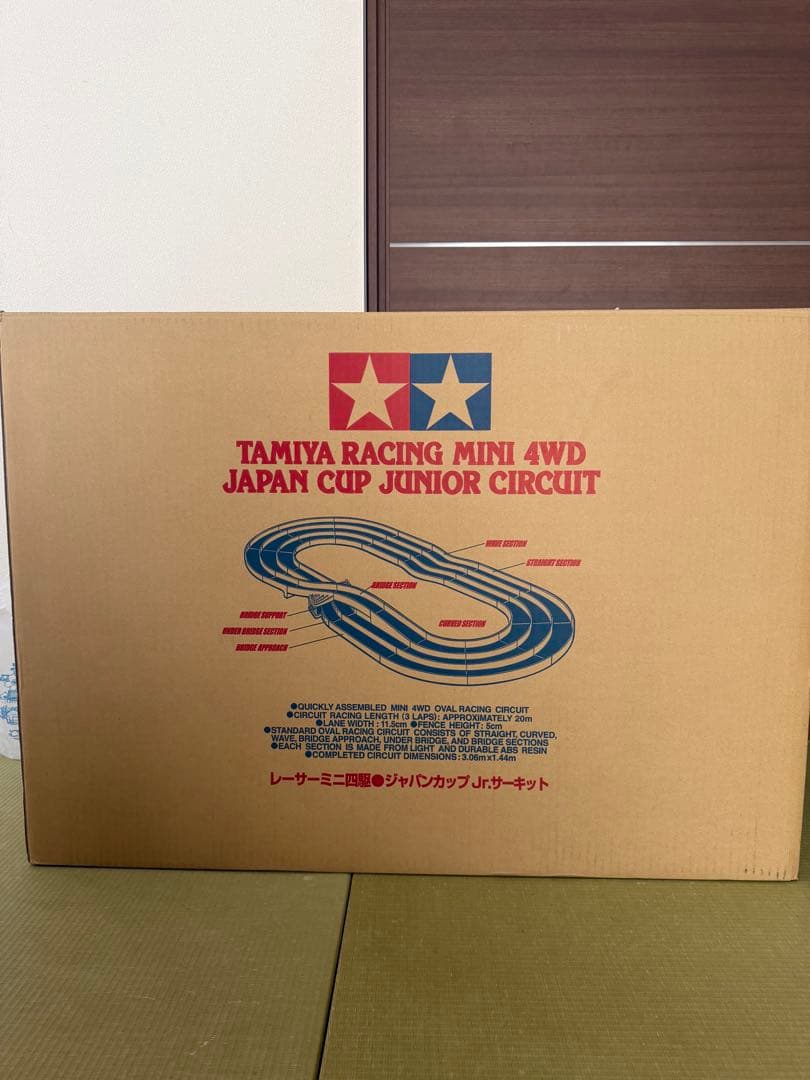 TAMIYA RACING MINI 4WD
JAPAN CUP JUNIOR CIRCUIT
WAVE SECTION
STRAIGHT SECTION
BRIDGE SECTION
BRIDGE SUPPORT
CURVED SECTION
UNDER BRIDGE SECTION
BRIDGE APPROACH
●QUICKLY ASSEMBLED MINI 4WD OVAL RACING CIRCUIT
●CIRCUIT RACING LENGTH (3 LAPS): APPROXIMATELY 20m
●LANE WIDTH : 11.5cm ●FENCE HEIGHT: 5cm
●STANDARD OVAL RACING CIRCUIT CONSISTS OF STRAIGHT, CURVED,
WAVE, BRIDGE APPROACH, UNDER BRIDGE, AND BRIDGE SECTIONS
●EACH SECTION IS MADE FROM LIGHT AND DURABLE ABS RESIN
●COMPLETED CIRCUIT DIMENSIONS: 3.06m×1.44m
レーサーミニ四駆●ジャパンカップ Jr.サーキット